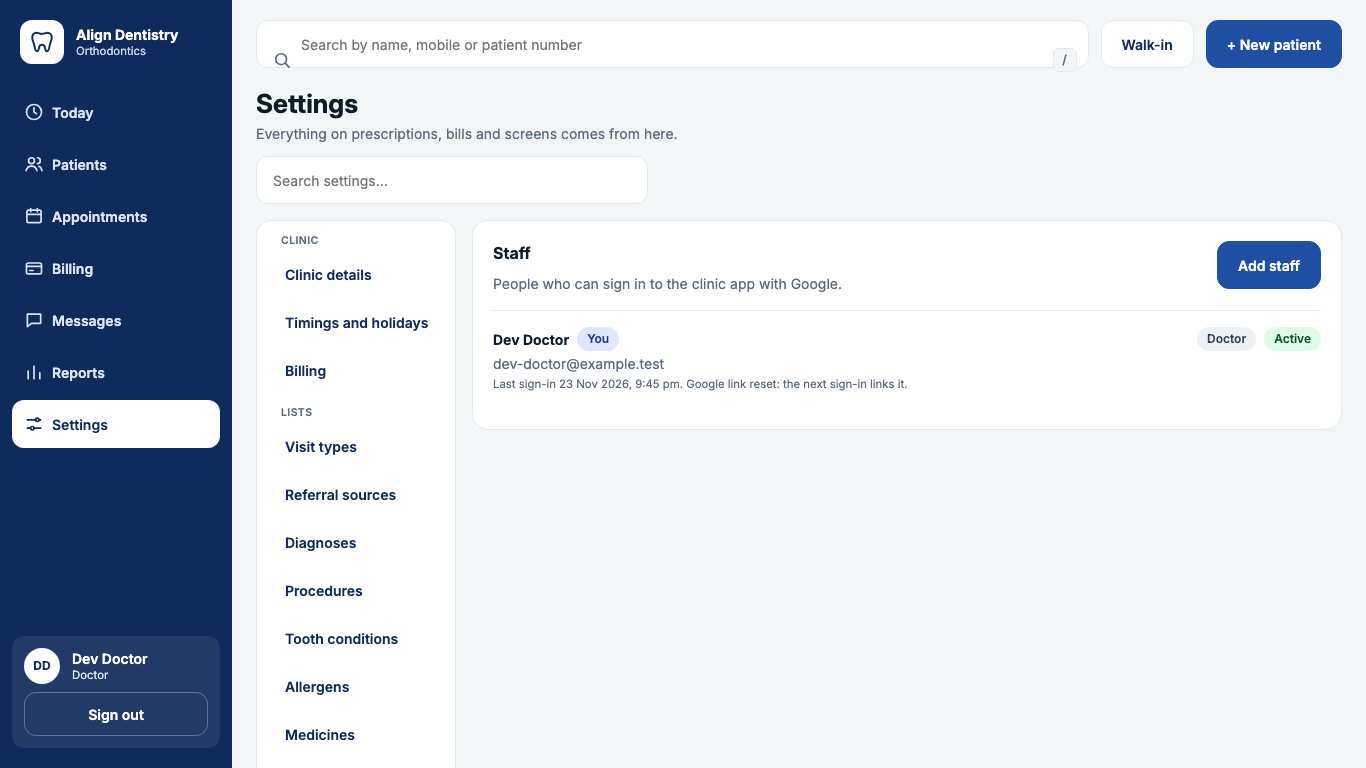 Align Dentistry
Orthodontics
Today
Patients
Appointments
Billing
Messages
Reports
Settings
DD
Dev Doctor
Doctor
Sign out
Search by name, mobile or patient number
/
Walk-in
+ New patient
Settings
Everything on prescriptions, bills and screens comes from here.
Search settings...
CLINIC
Clinic details
Timings and holidays
Billing
LISTS
Visit types
Referral sources
Diagnoses
Procedures
Tooth conditions
Allergens
Medicines
Staff
People who can sign in to the clinic app with Google.
Add staff
Dev Doctor You
Doctor Active
dev-doctor@example.test
Last sign-in 23 Nov 2026, 9:45 pm. Google link reset: the next sign-in links it.